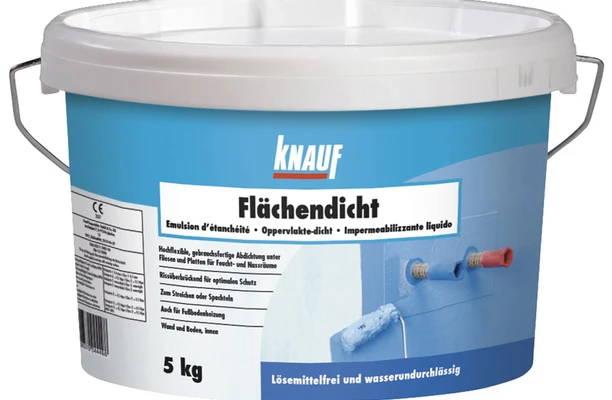 KNAUF
Flächendicht
Emulsion d'étanchéité • Oppervlakte-dicht • Impermeabilizzante liquido
Hochflexible, gebrauchsfertige Abdichtung unter
Fliesen und Platten für Feucht- und Nassräume
Rissüberbrückend für optimalen Schutz
Zum Streichen oder Spachteln
Auch für Fußbodenheizung
Wand und Boden, innen
5 kg
Lösemittelfrei und wasserundurchlässig
CE